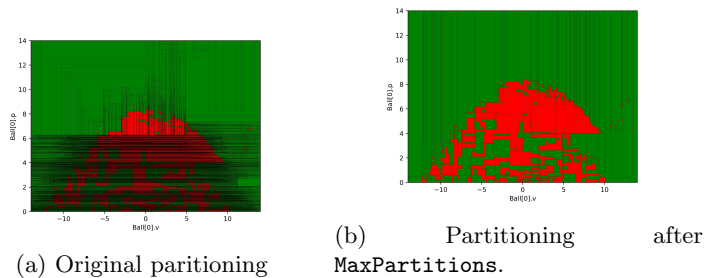 14
12
10
8
6
4
2
0
Ball[0].p
−10 −5 0 5 10
Ball[0].v
(a) Original paritioning
14
12
10
8
6
4
2
0
Ball[0].p
−10 −5 0 5 10
Ball[0].v
(b) Partitioning after
MaxPartitions.